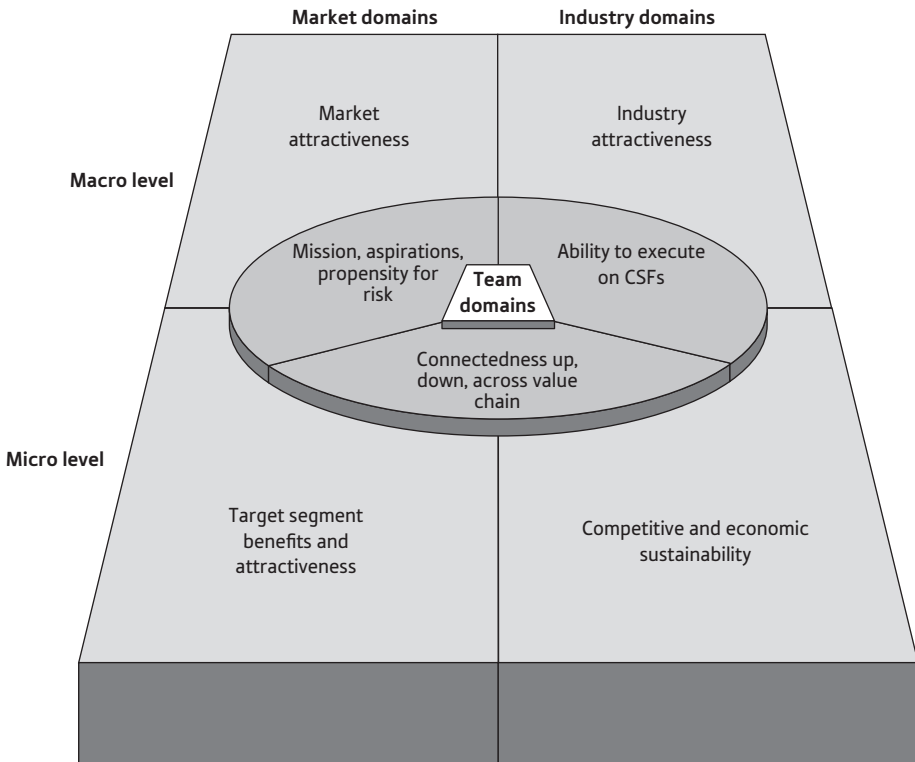 Market domains
Industry domains
Market
attractiveness
Industry
attractiveness
Macro level
Mission, aspirations,
propensity for
risk
Ability to execute
on CSFs
Team
domains
Connectedness up,
down, across value
chain
Micro level
Target segment
benefits and
attractiveness
Competitive and economic
sustainability